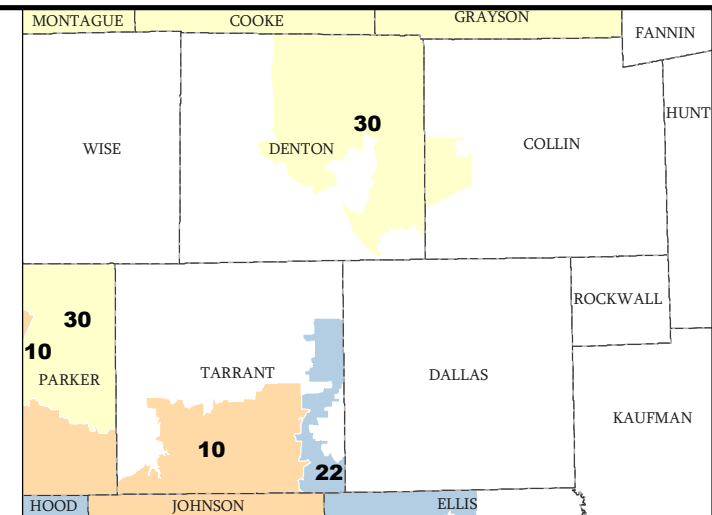 MONTAGUE
COOKE
GRAYSON
FANNIN
HUNT
30
WISE
DENTON
COLLIN
ROCKWALL
30
10
PARKER
TARRANT
DALLAS
KAUFMAN
10
22
HOOD
JOHNSON
ELLIS